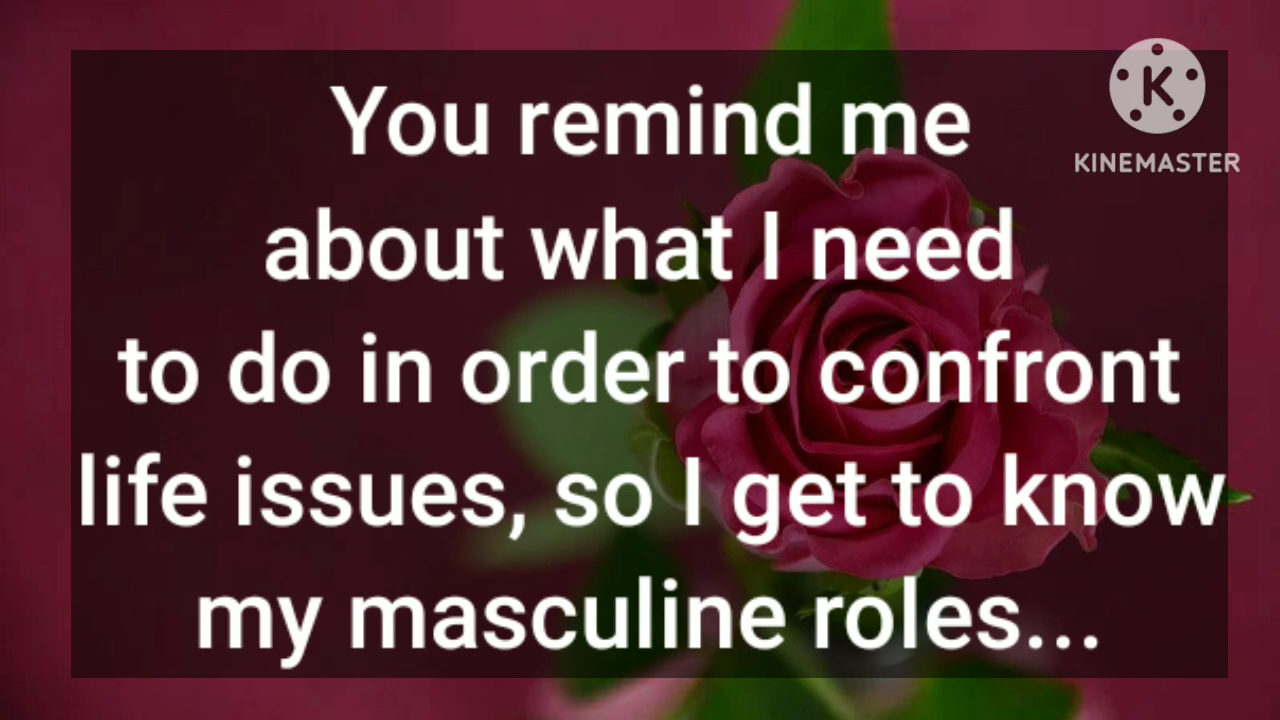 You remind me
about what I need
to do in order to confront
life issues, so I get to know
my masculine roles...
K
KINEMASTER